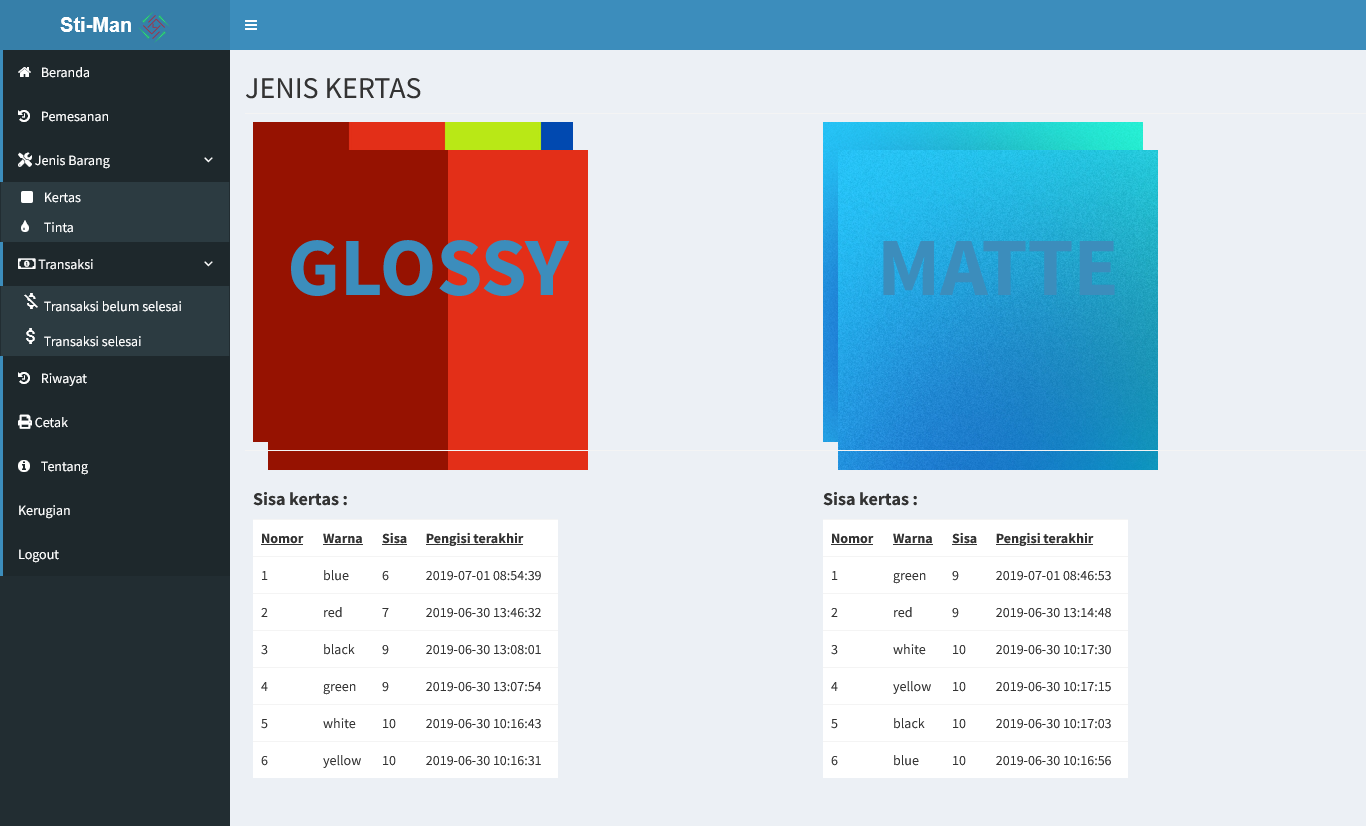 Sti-Man
Beranda
Pemesanan
Jenis Barang
Kertas
Tinta
Transaksi
Transaksi belum selesai
Transaksi selesai
Riwayat
Cetak
Tentang
Kerugian
Logout
JENIS KERTAS
GLOSSY
Sisa kertas :
Nomor Warna Sisa Pengisi terakhir
1 blue 6 2019-07-01 08:54:39
2 red 7 2019-06-30 13:46:32
3 black 9 2019-06-30 13:08:01
4 green 9 2019-06-30 13:07:54
5 white 10 2019-06-30 10:16:43
6 yellow 10 2019-06-30 10:16:31
MATTE
Sisa kertas :
Nomor Warna Sisa Pengisi terakhir
1 green 9 2019-07-01 08:46:53
2 red 9 2019-06-30 13:14:48
3 white 10 2019-06-30 10:17:30
4 yellow 10 2019-06-30 10:17:15
5 black 10 2019-06-30 10:17:03
6 blue 10 2019-06-30 10:16:56